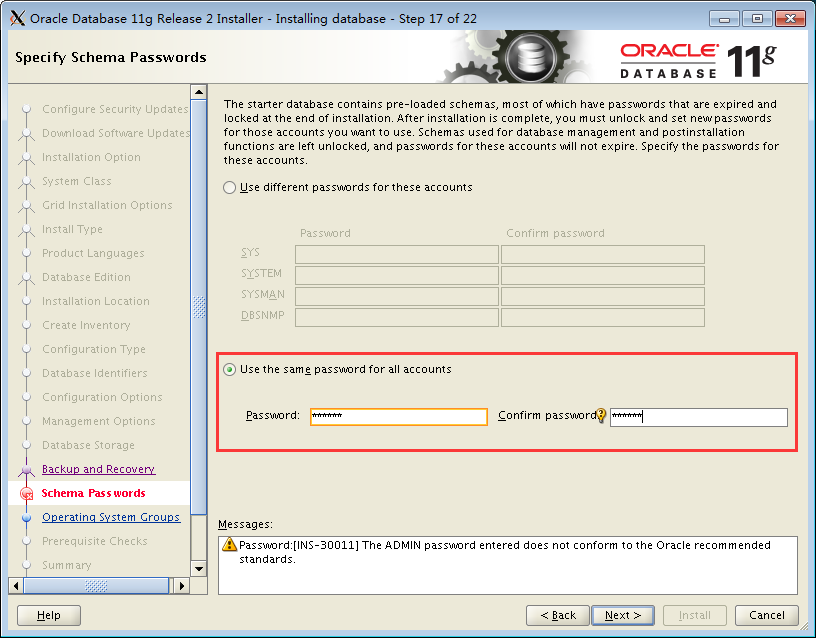 Oracle Database 11g Release 2 Installer - Installing database - Step 17 of 22
Specify Schema Passwords
ORACLE
DATABASE
11g
Configure Security Updates
Download Software Updates
Installation Option
System Class
Grid Installation Options
Install Type
Product Languages
Database Edition
Installation Location
Create Inventory
Configuration Type
Database Identifiers
Configuration Options
Management Options
Database Storage
Backup and Recovery
Schema Passwords
Operating System Groups
Prerequisite Checks
Summary
The starter database contains pre-loaded schemas, most of which have passwords that are expired and
locked at the end of installation. After installation is complete, you must unlock and set new passwords
for those accounts you want to use. Schemas used for database management and postinstallation
functions are left unlocked, and passwords for these accounts will not expire. Specify the passwords for
these accounts.
Use different passwords for these accounts
Password Confirm password
SYS
SYSTEM
SYSMAN
DBSNMP
Use the same password for all accounts
Password: ****** Confirm password ******
Messages:
Password:[INS-30011] The ADMIN password entered does not conform to the Oracle recommended
standards.
Help < Back Next > Install Cancel